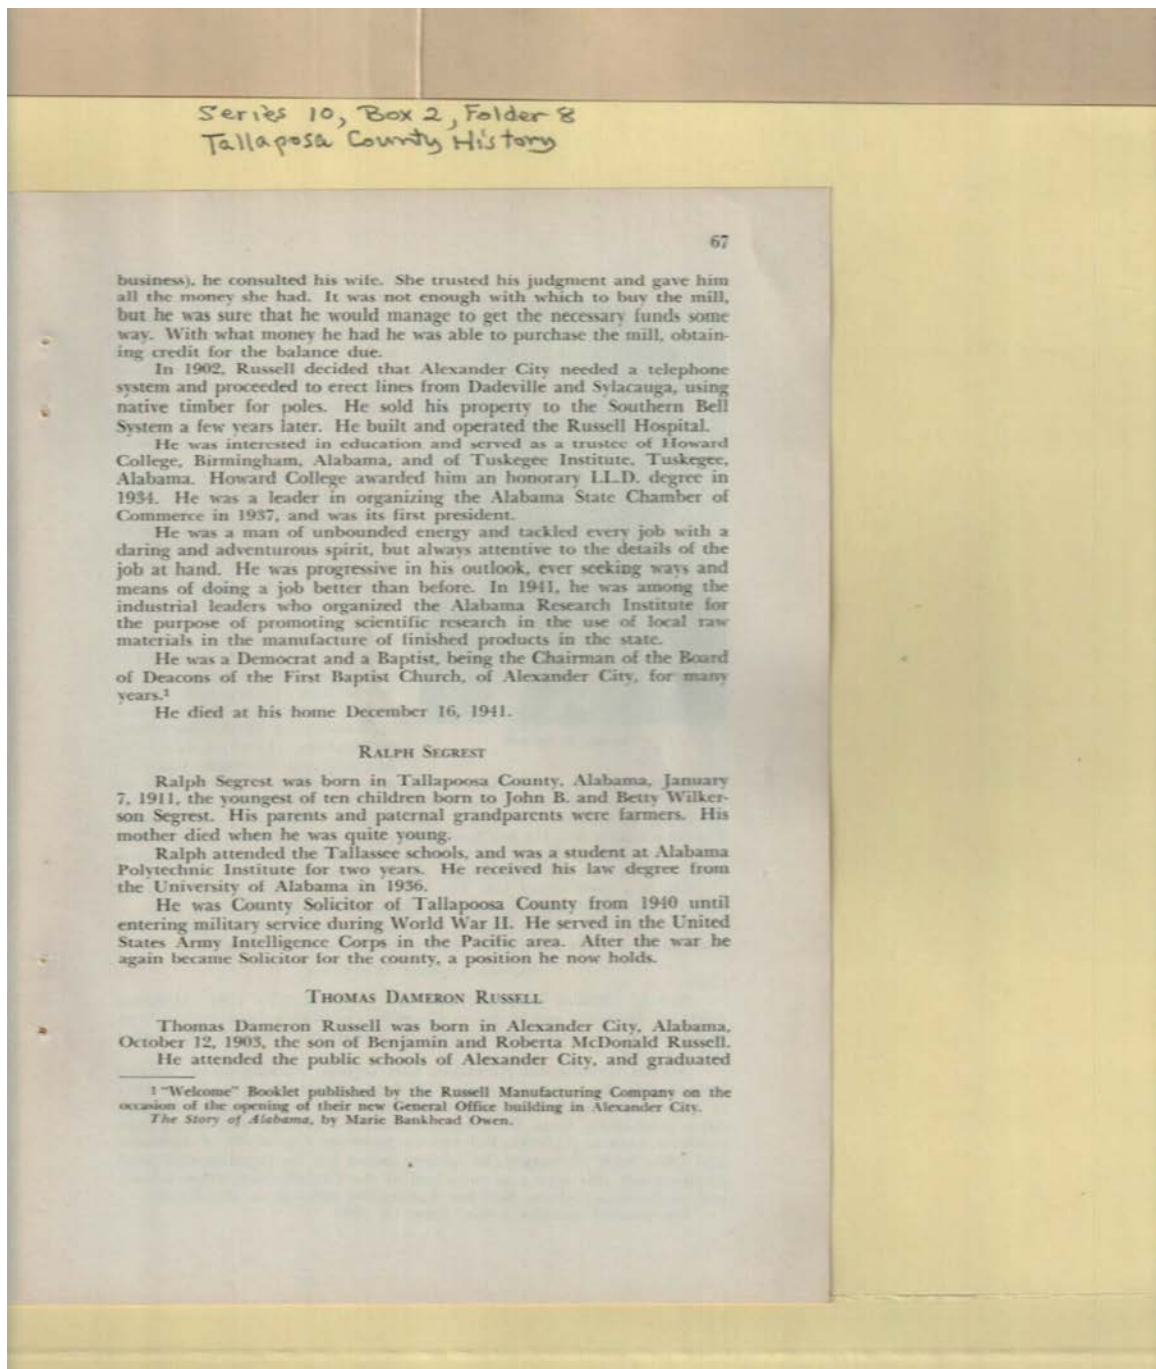 Series 10, Box 2, Folder 8
Tallaposa County History
67
business), he consulted his wife. She trusted his judgment and gave him
all the money she had. It was not enough with which to buy the mill,
but he was sure that he would manage to get the necessary funds some
way. With what money he had he was able to purchase the mill, obtain-
ing credit for the balance due.
In 1902, Russell decided that Alexander City needed a telephone
system and proceeded to erect lines from Dadeville and Sylacauga, using
native timber for poles. He sold his property to the Southern Bell
System a few years later. He built and operated the Russell Hospital.
He was interested in education and served as a trustee of Howard
College, Birmingham, Alabama, and of Tuskegee Institute, Tuskegee,
Alabama. Howard College awarded him an honorary LL.D. degree in
1934. He was a leader in organizing the Alabama State Chamber of
Commerce in 1937, and was its first president.
He was a man of unbounded energy and tackled every job with a
daring and adventurous spirit, but always attentive to the details of the
job at hand. He was progressive in his outlook, ever seeking ways and
means of doing a job better than before. In 1941, he was among the
industrial leaders who organized the Alabama Research Institute for
the purpose of promoting scientific research in the use of local raw
materials in the manufacture of finished products in the state.
He was a Democrat and a Baptist, being the Chairman of the Board
of Deacons of the First Baptist Church, of Alexander City, for many
years.¹
He died at his home December 16, 1941.
RALPH SEGREST
Ralph Segrest was born in Tallapoosa County, Alabama, January
7, 1911, the youngest of ten children born to John B. and Betty Wilker-
son Segrest. His parents and paternal grandparents were farmers. His
mother died when he was quite young.
Ralph attended the Tallassee schools, and was a student at Alabama
Polytechnic Institute for two years. He received his law degree from
the University of Alabama in 1936.
He was County Solicitor of Tallapoosa County from 1940 until
entering military service during World War II. He served in the United
States Army Intelligence Corps in the Pacific area. After the war he
again became Solicitor for the county, a position he now holds.
THOMAS DAMERON RUSSELL
Thomas Dameron Russell was born in Alexander City, Alabama,
October 12, 1903, the son of Benjamin and Roberta McDonald Russell.
He attended the public schools of Alexander City, and graduated
¹ "Welcome" Booklet published by the Russell Manufacturing Company on the
occasion of the opening of their new General Office building in Alexander City.
The Story of Alabama, by Marie Bankhead Owen.